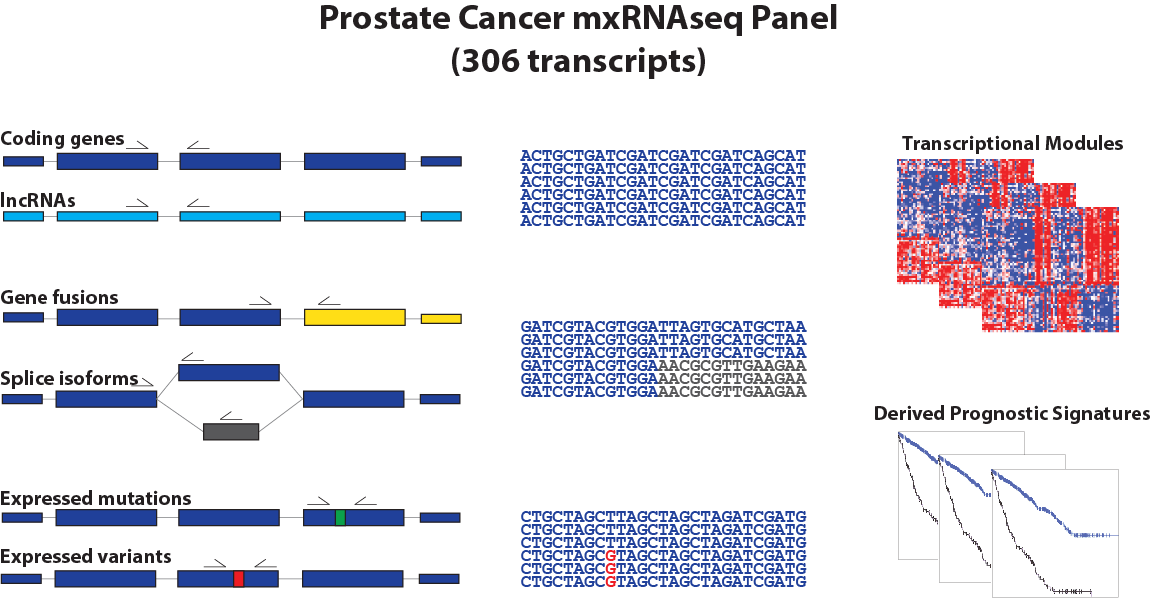 Prostate Cancer mxRNAseq Panel
(306 transcripts)
Coding genes
lncRNAs
Gene fusions
Splice isoforms
Expressed mutations
Expressed variants
ACTGCTGATCGATCGATCGATCAGCAT
ACTGCTGATCGATCGATCGATCAGCAT
ACTGCTGATCGATCGATCGATCAGCAT
ACTGCTGATCGATCGATCGATCAGCAT
ACTGCTGATCGATCGATCGATCAGCAT
ACTGCTGATCGATCGATCGATCAGCAT
GATCGTACGTGGATTAGTGCATGCTAA
GATCGTACGTGGATTAGTGCATGCTAA
GATCGTACGTGGATTAGTGCATGCTAA
GATCGTACGTGGAAACGCGTTGAAGAA
GATCGTACGTGGAAACGCGTTGAAGAA
GATCGTACGTGGAAACGCGTTGAAGAA
CTGCTAGCTTAGCTAGCTAGATCGATG
CTGCTAGCTTAGCTAGCTAGATCGATG
CTGCTAGCTTAGCTAGCTAGATCGATG
CTGCTAGCGTAGCTAGCTAGATCGATG
CTGCTAGCGTAGCTAGCTAGATCGATG
CTGCTAGCGTAGCTAGCTAGATCGATG
Transcriptional Modules
Derived Prognostic Signatures